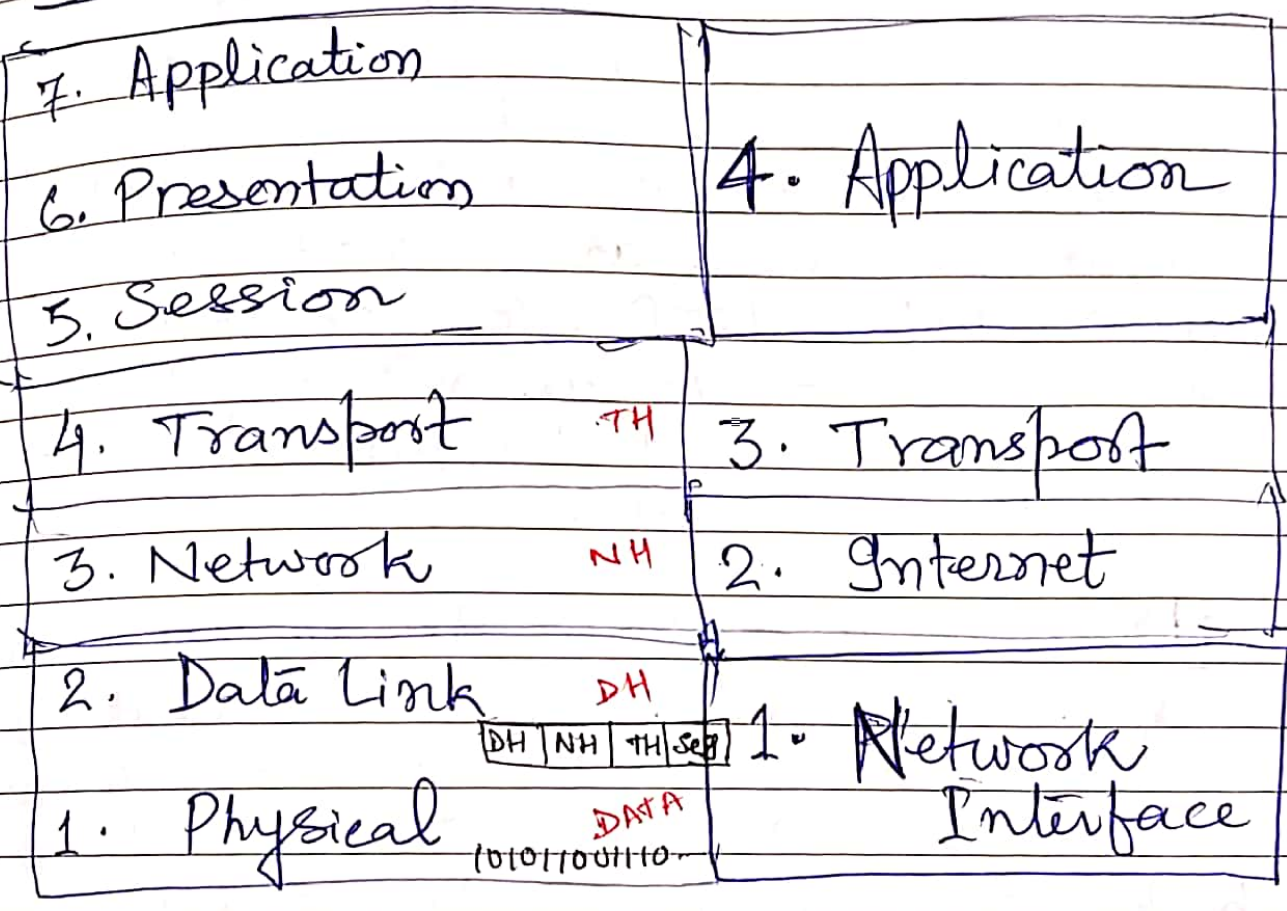 7. Application
6. Presentation
5. Session
4. Application
4. Transport TH
3. Transport
3. Network NH
2. Internet
2. Data Link DH
DH NH TH Seg
1. Network
Interface
1. Physical DATA